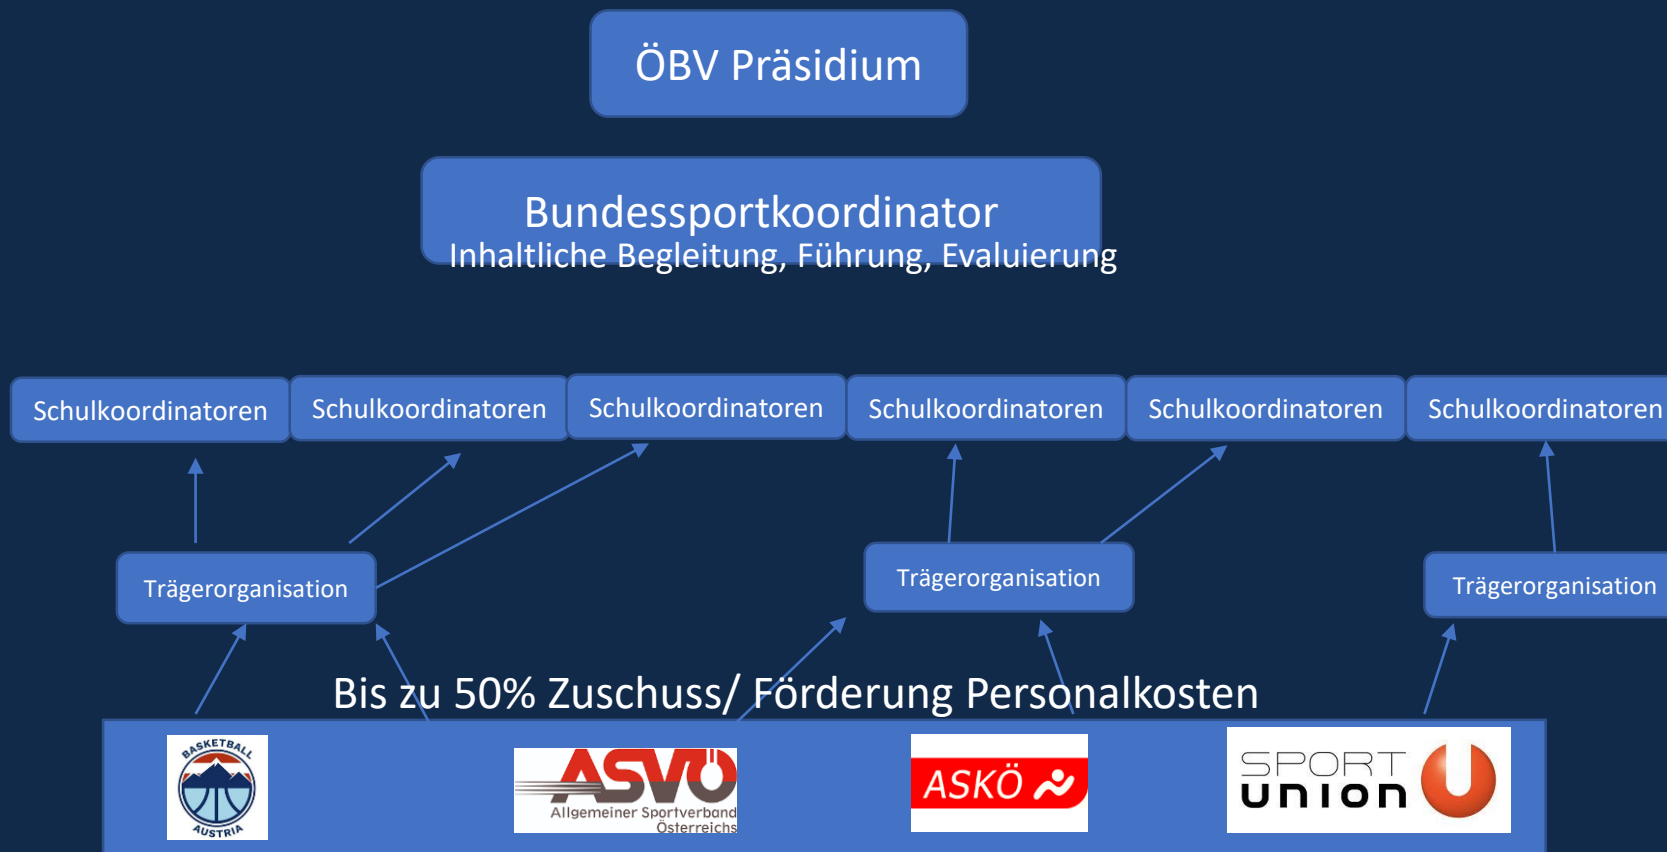 ÖBV Präsidium
Bundessportkoordinator
Inhaltliche Begleitung, Führung, Evaluierung
Schulkoordinatoren
Schulkoordinatoren
Schulkoordinatoren
Schulkoordinatoren
Schulkoordinatoren
Schulkoordinatoren
Trägerorganisation
Trägerorganisation
Trägerorganisation
Bis zu 50% Zuschuss/ Förderung Personalkosten
BASKETBALL
AUSTRIA
ASVÖ
Allgemeiner Sportverband
Österreichs
ASKÖ
SPORT
UNION